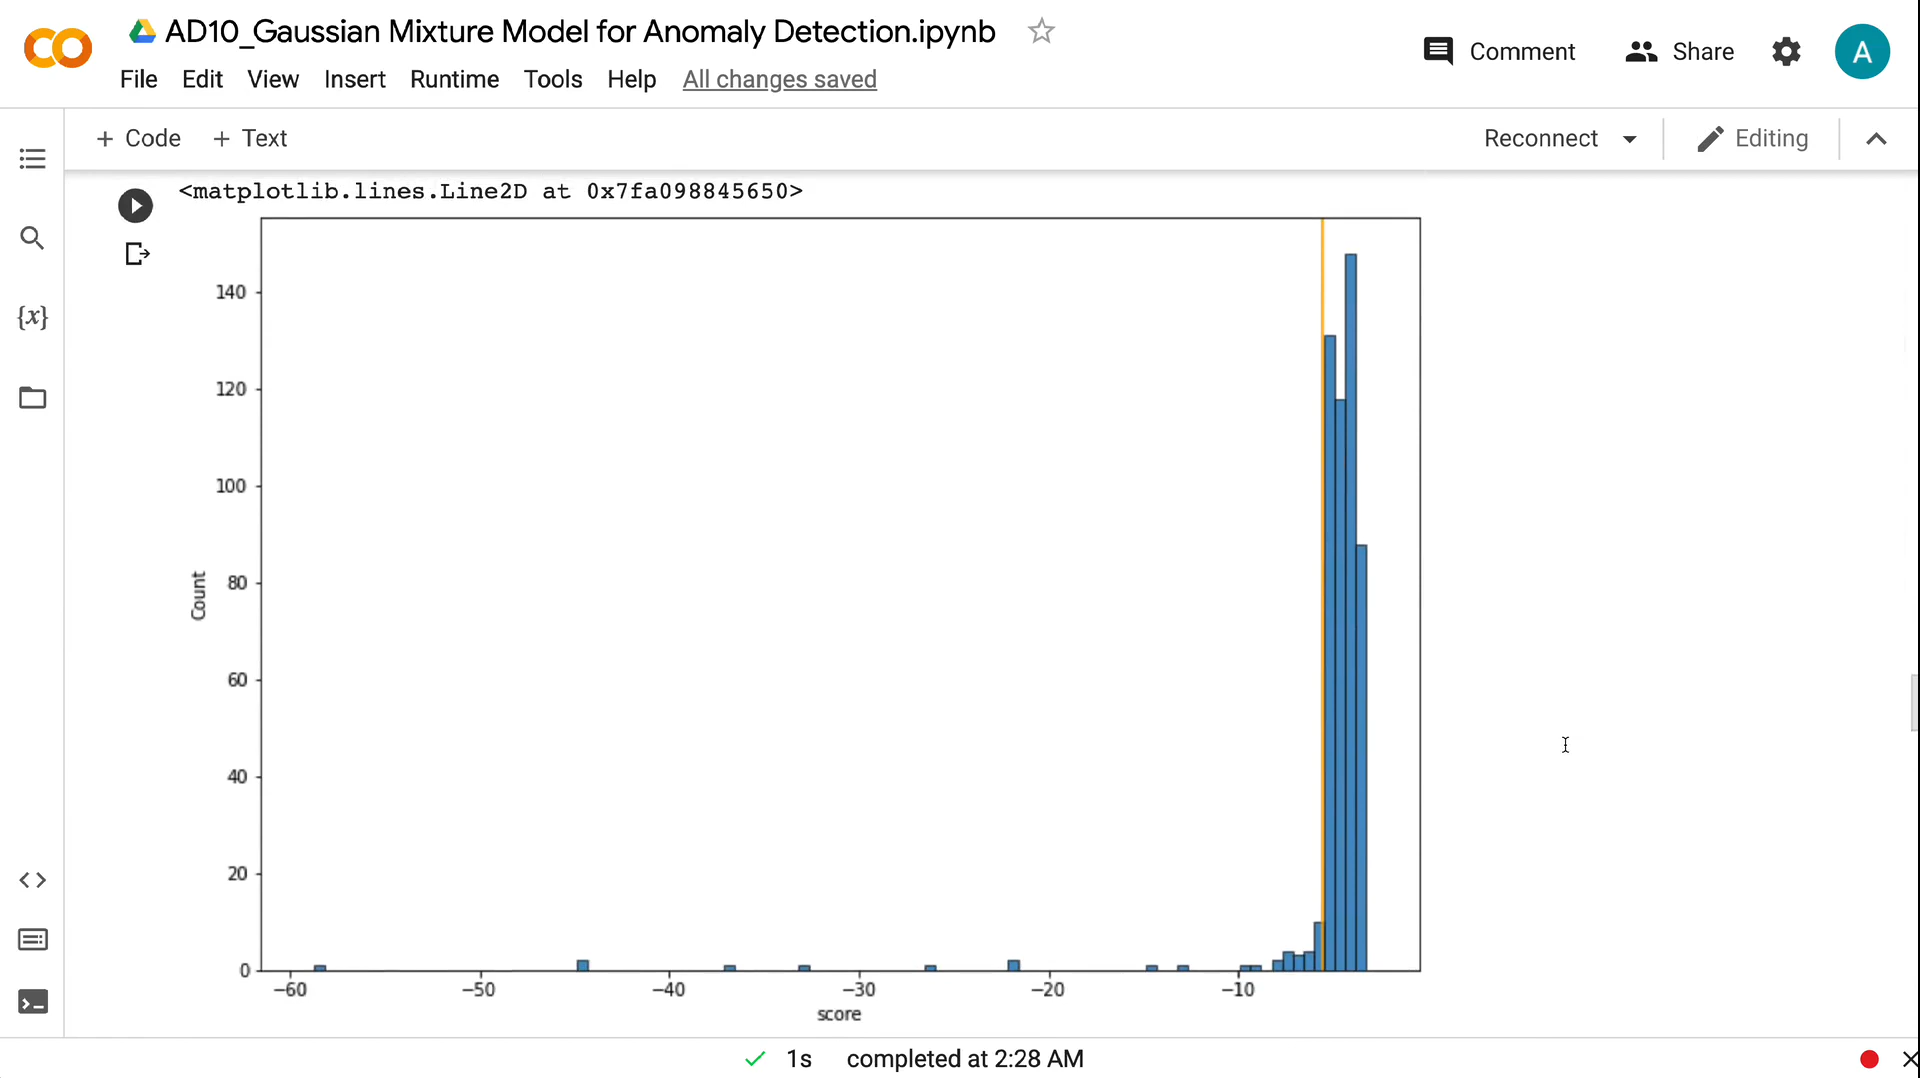 AD10_Gaussian Mixture Model for Anomaly Detection.ipynb
Comment Share A
File Edit View Insert Runtime Tools Help All changes saved
+ Code + Text Reconnect Editing
<matplotlib.lines.Line2D at 0x7fa098845650>
{x}
140
120
100
80
60
40
20
0
Count
−60 −50 −40 −30 −20 −10
score
1s completed at 2:28 AM